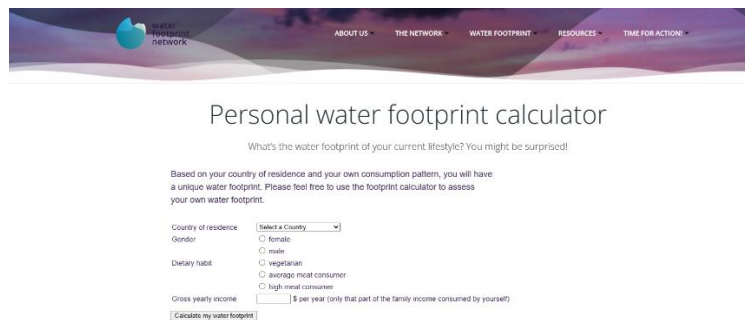 water
footprint
network
ABOUT US
THE NETWORK
WATER FOOTPRINT
RESOURCES
TIME FOR ACTION!
Personal water footprint calculator
What's the water footprint of your current lifestyle? You might be surprised!
Based on your country of residence and your own consumption pattern, you will have
a unique water footprint. Please feel free to use the footprint calculator to assess
your own water footprint.
Country of residence Select a Country
Gender female
male
Dietary habit vegetarian
average meat consumer
high meat consumer
Gross yearly income $ per year (only that part of the family income consumed by yourself)
Calculate my water footprint